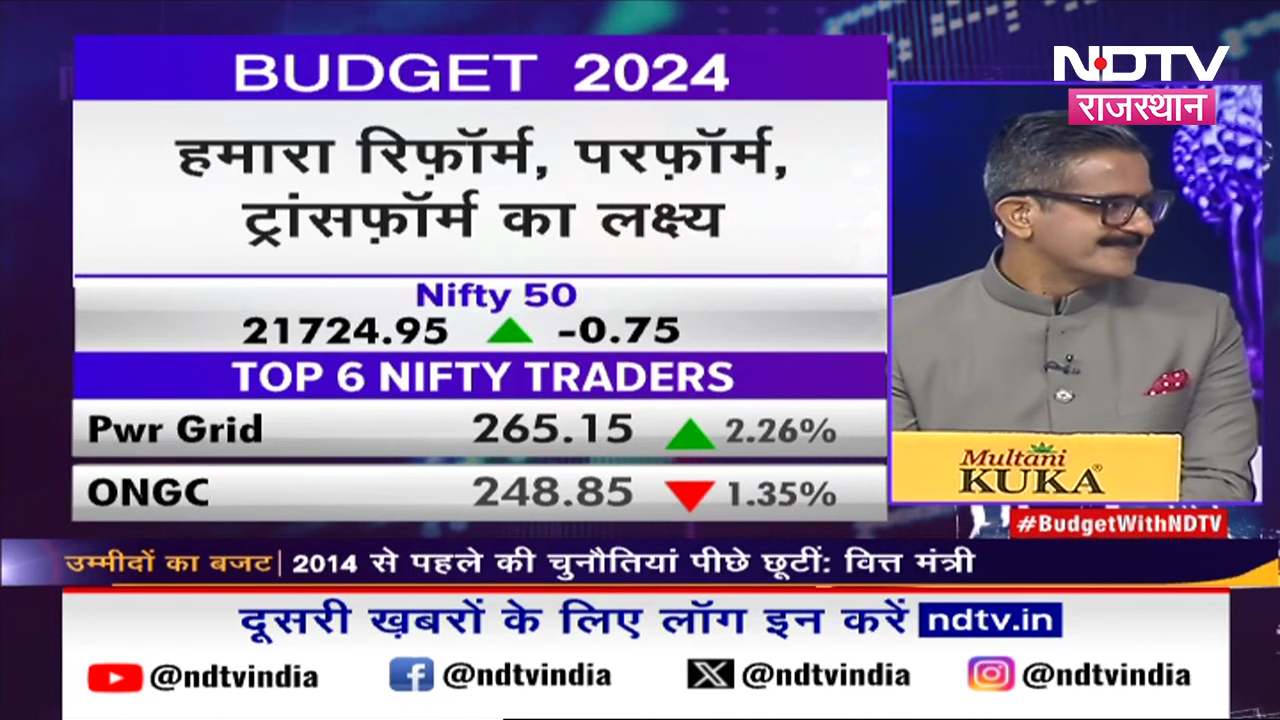 BUDGET 2024
NDTV
राजस्थान
हमारा रिफ़ॉर्म, परफ़ॉर्म,
ट्रांसफ़ॉर्म का लक्ष्य
Nifty 50
21724.95 ▲ -0.75
TOP 6 NIFTY TRADERS
Pwr Grid 265.15 ▲ 2.26%
ONGC 248.85 ▼ 1.35%
Multani
KUKA®
#BudgetWithNDTV
उम्मीदों का बजट| 2014 से पहले की चुनौतियां पीछे छूटीं: वित्त मंत्री
दूसरी ख़बरों के लिए लॉग इन करें ndtv.in
@ndtvindia @ndtvindia @ndtvindia @ndtvindia